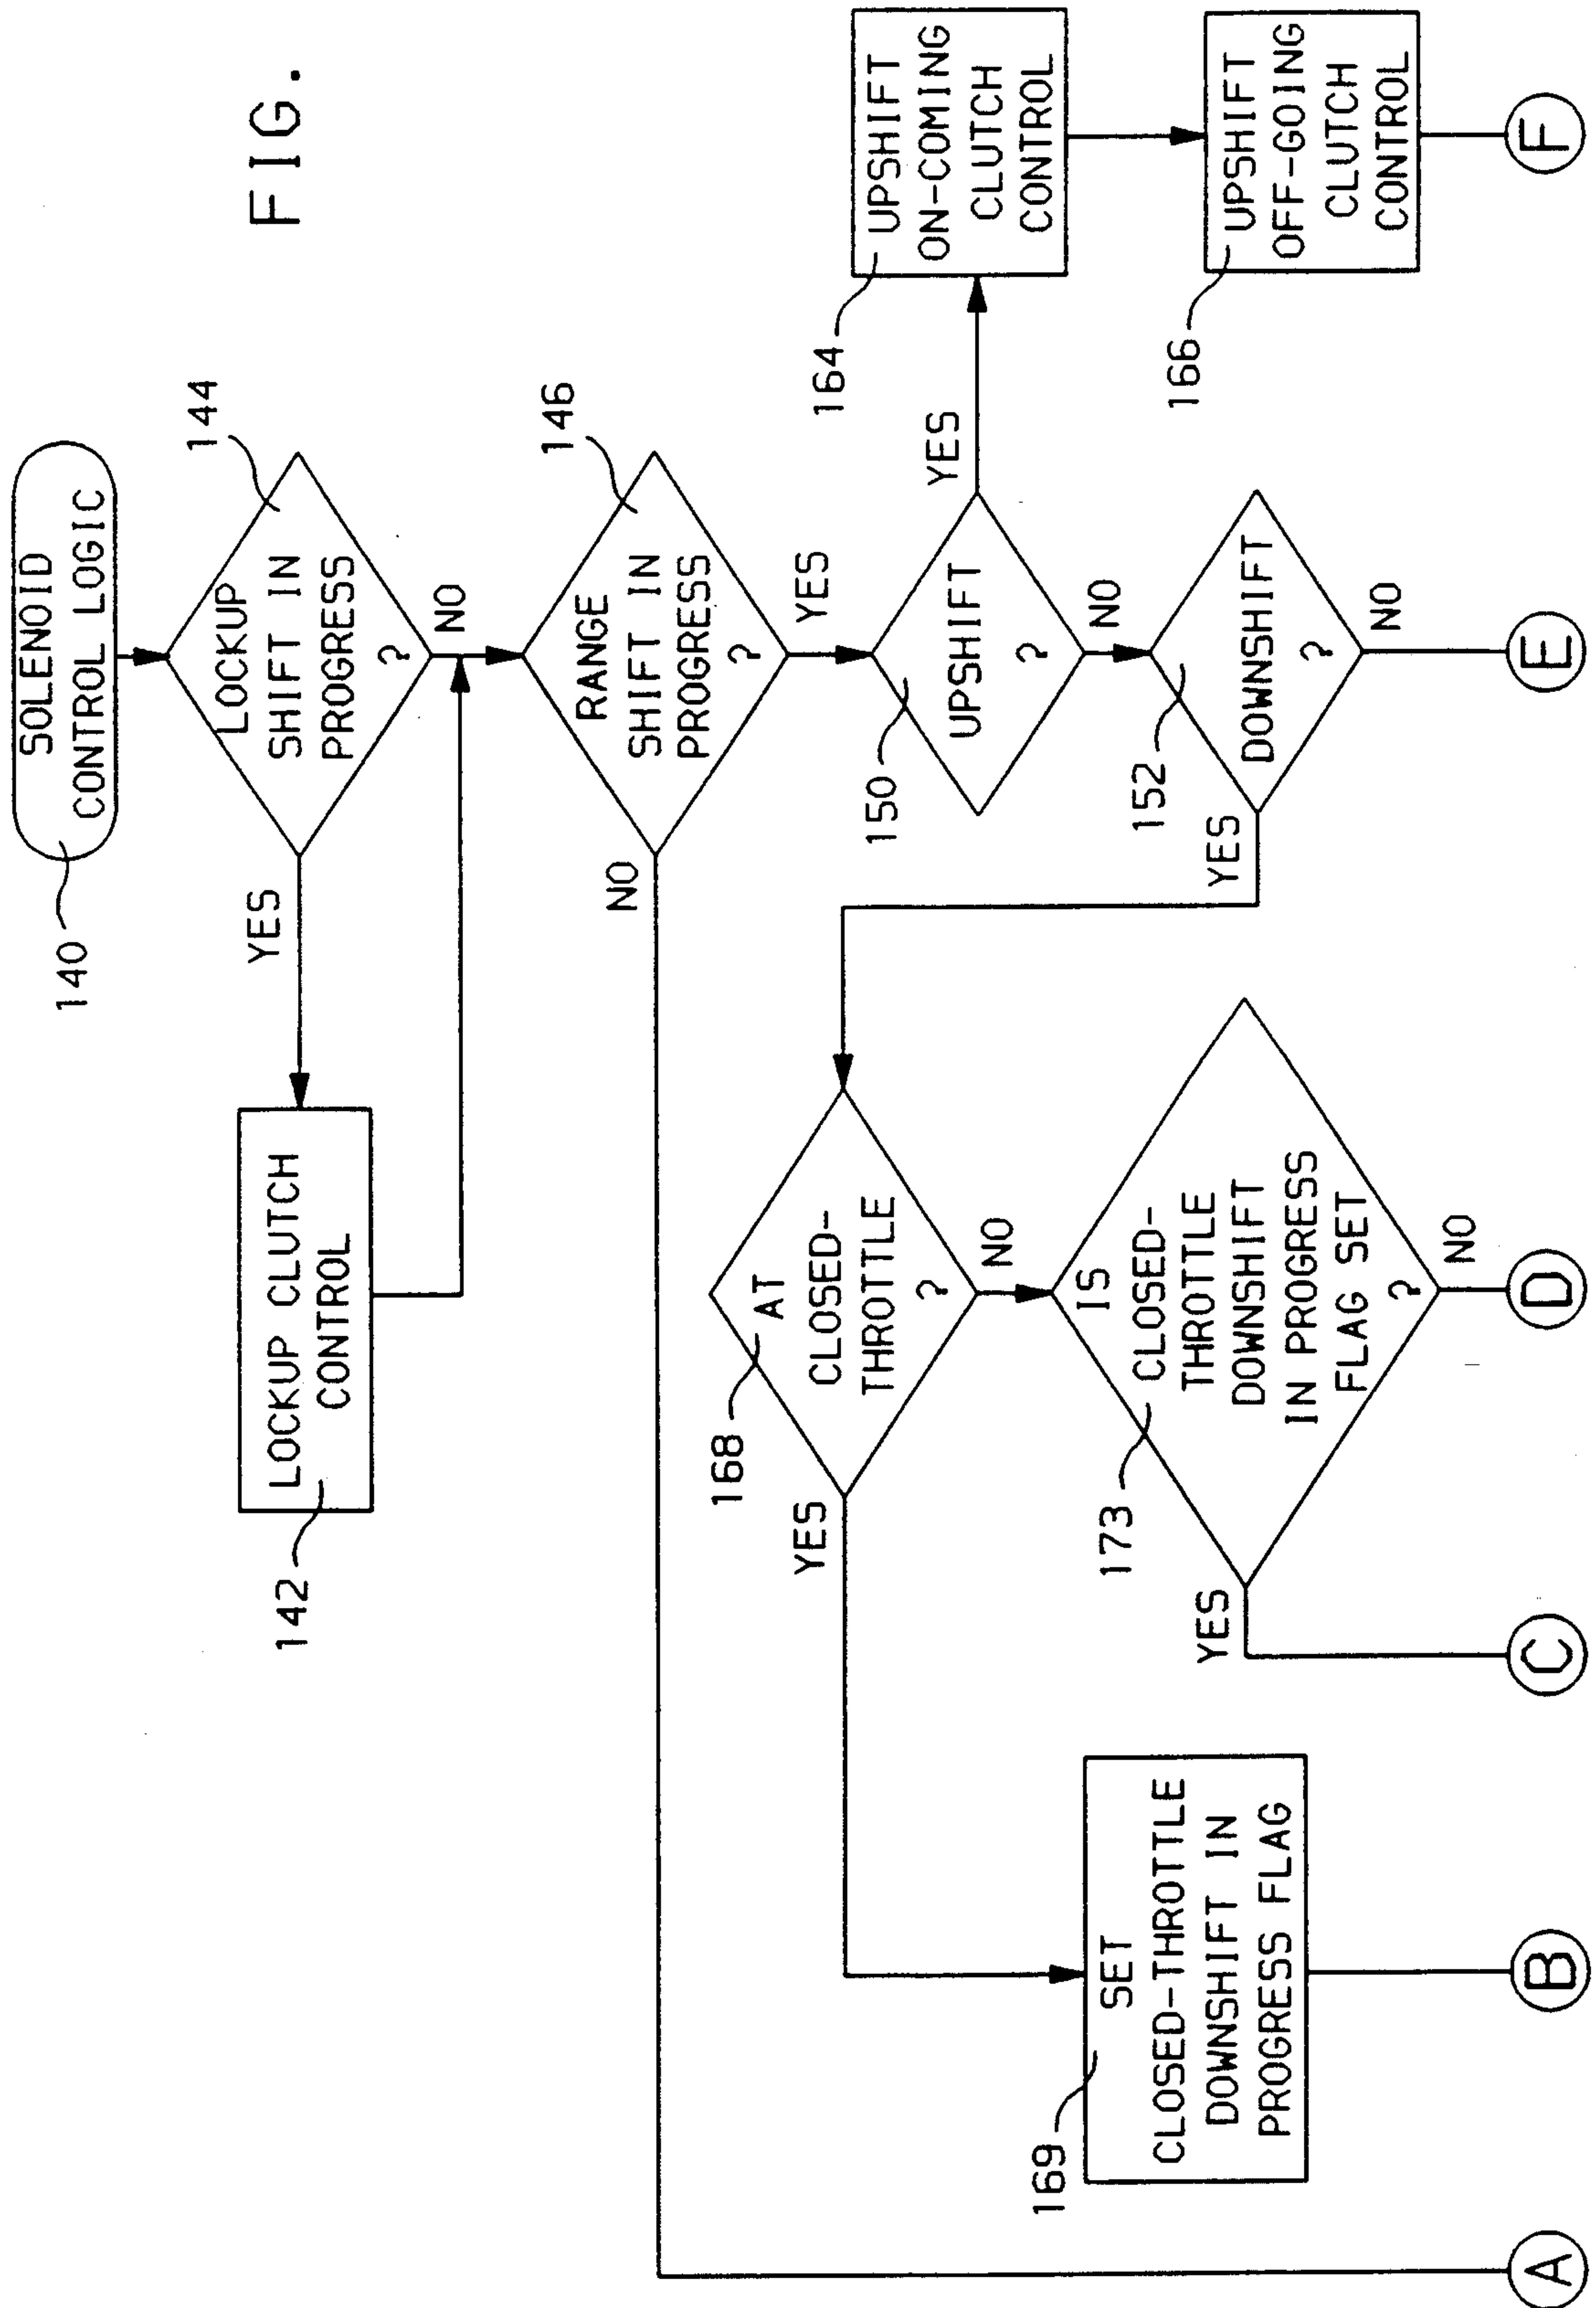 FIG.
SOLENOID
CONTROL LOGIC
140
LOCKUP
SHIFT IN
PROGRESS
?
144
YES
NO
LOCKUP CLUTCH
CONTROL
142
RANGE
SHIFT IN
PROGRESS
?
146
NO
YES
UPSHIFT
?
150
YES
NO
UPSHIFT
ON-COMING
CLUTCH
CONTROL
164
UPSHIFT
OFF-GOING
CLUTCH
CONTROL
166
DOWNSHIFT
?
152
YES
NO
AT
CLOSED-
THROTTLE
?
168
YES
NO
IS
CLOSED-
THROTTLE
DOWNSHIFT
IN PROGRESS
FLAG SET
?
173
YES
NO
SET
CLOSED-THROTTLE
DOWNSHIFT IN
PROGRESS FLAG
169
A
B
C
D
E
F